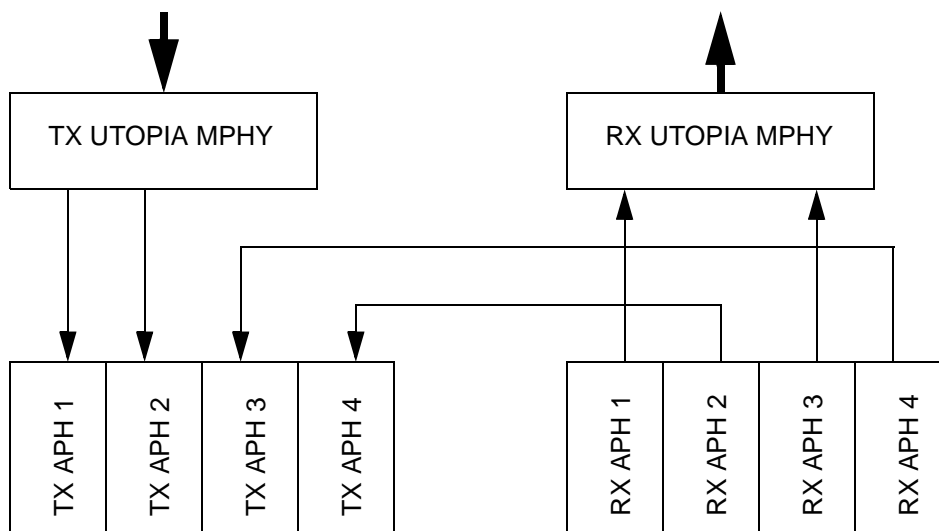 TX UTOPIA MPHY
RX UTOPIA MPHY
TX APH 1
TX APH 2
TX APH 3
TX APH 4
RX APH 1
RX APH 2
RX APH 3
RX APH 4